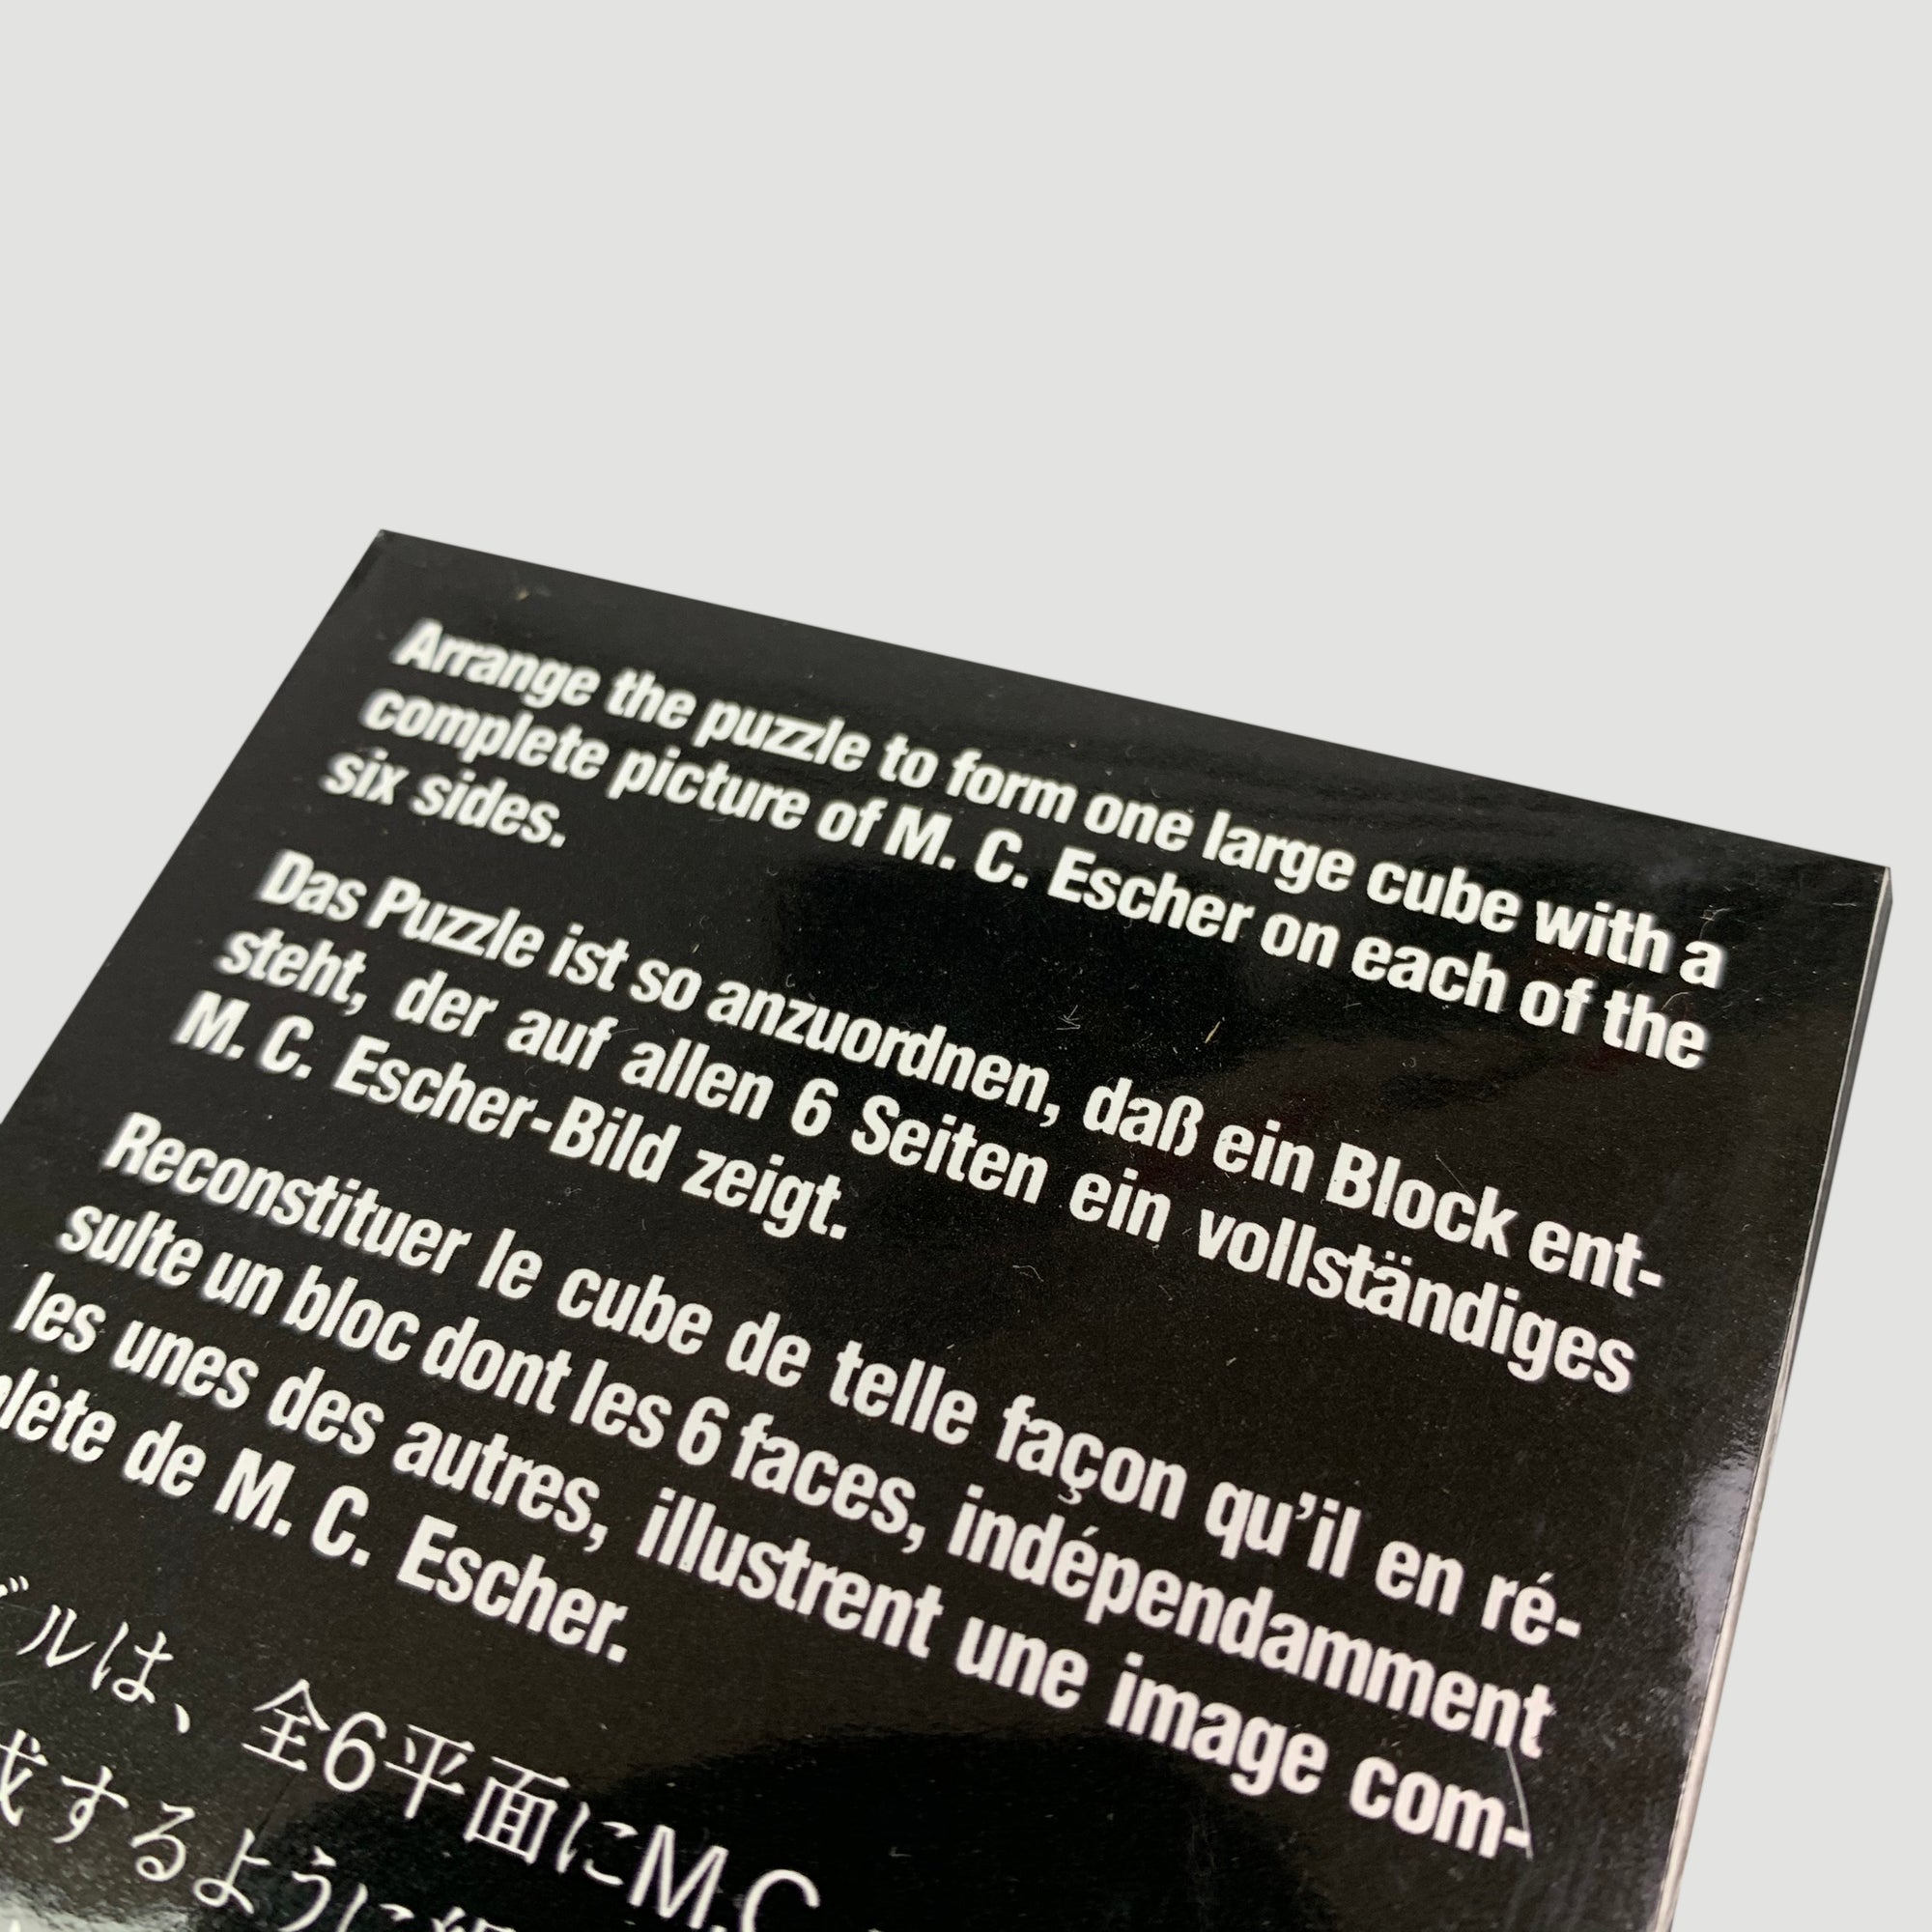 Arrange the puzzle to form one large cube with a
complete picture of M. C. Escher on each of the
six sides.
Das Puzzle ist so anzuordnen, daß ein Block ent-
steht, der auf allen 6 Seiten ein vollständiges
M. C. Escher-Bild zeigt.
Reconstituer le cube de telle façon qu'il en ré-
sulte un bloc dont les 6 faces, indépendamment
les unes des autres, illustrent une image com-
plète de M. C. Escher.
ズルは、全6平面にM.C.
成するように